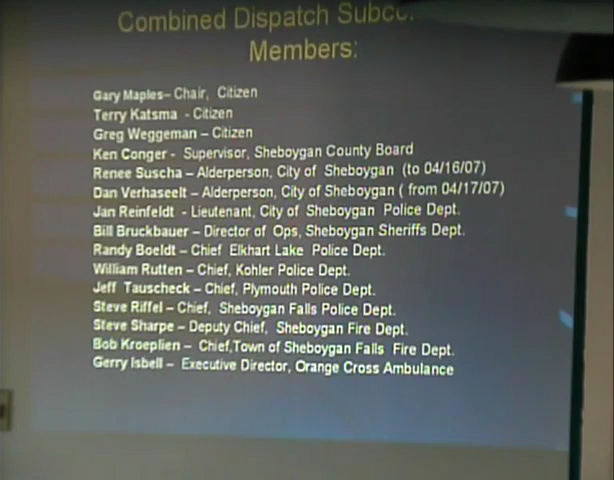 Combined Dispatch
Members:
Gary Maples– Chair, Citizen
Terry Katsma - Citizen
Greg Weggeman – Citizen
Ken Conger - Supervisor, Sheboygan County Board
Renee Suscha – Alderperson, City of Sheboygan (to 04/16/07)
Dan Verhaseelt – Alderperson, City of Sheboygan ( from 04/17/07)
Jan Reinfeldt - Lieutenant, City of Sheboygan Police Dept.
Bill Bruckbauer – Director of Ops, Sheboygan Sheriffs Dept.
Randy Boeldt – Chief Elkhart Lake Police Dept.
William Rutten – Chief, Kohler Police Dept.
Jeff Tauscheck – Chief, Plymouth Police Dept.
Steve Riffel – Chief, Sheboygan Falls Police Dept.
Steve Sharpe – Deputy Chief, Sheboygan Fire Dept.
Bob Kroeplien – Chief,Town of Sheboygan Falls Fire Dept.
Gerry Isbell – Executive Director, Orange Cross Ambulance